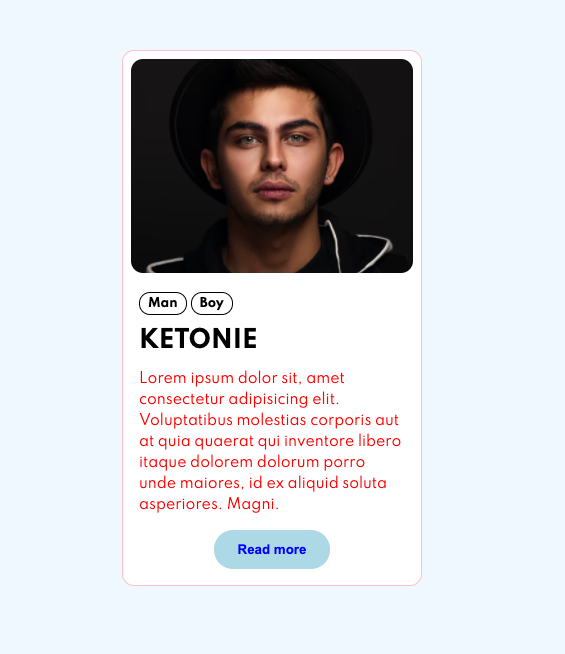 Man Boy
KETONIE
Lorem ipsum dolor sit, amet
consectetur adipisicing elit.
Voluptatibus molestias corporis aut
at quia quaerat qui inventore libero
itaque dolorem dolorum porro
unde maiores, id ex aliquid soluta
asperiores. Magni.
Read more